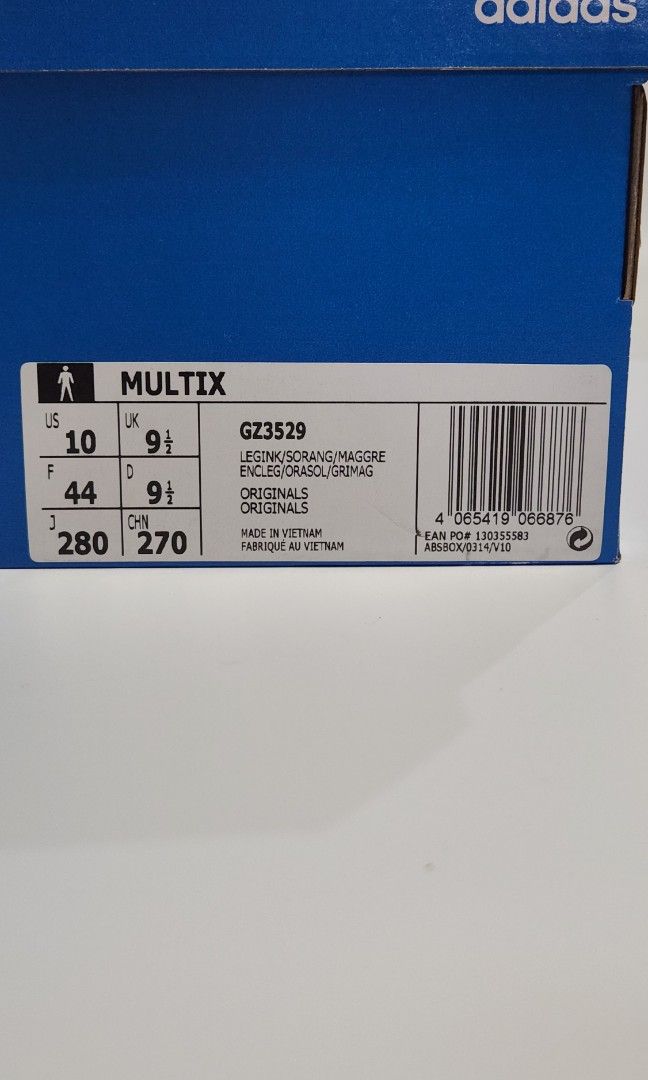 adidas
MULTIX
US 10 UK 9½
F 44 D 9½
J 280 CHN 270
GZ3529
LEGINK/SORANG/MAGGRE
ENCLEG/ORASOL/GRIMAG
ORIGINALS
ORIGINALS
MADE IN VIETNAM
FABRIQUÉ AU VIETNAM
4 065419 066876
EAN PO# 130355583
ABSBOX/0314/V10